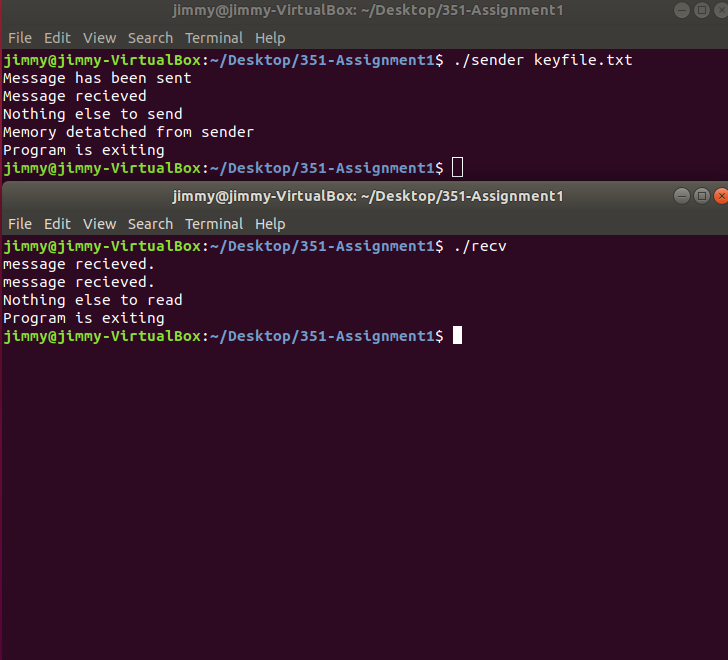 jimmy@jimmy-VirtualBox: ~/Desktop/351-Assignment1
File Edit View Search Terminal Help
jimmy@jimmy-VirtualBox:~/Desktop/351-Assignment1$ ./sender keyfile.txt
Message has been sent
Message recieved
Nothing else to send
Memory detatched from sender
Program is exiting
jimmy@jimmy-VirtualBox:~/Desktop/351-Assignment1$
jimmy@jimmy-VirtualBox: ~/Desktop/351-Assignment1
File Edit View Search Terminal Help
jimmy@jimmy-VirtualBox:~/Desktop/351-Assignment1$ ./recv
message recieved.
message recieved.
Nothing else to read
Program is exiting
jimmy@jimmy-VirtualBox:~/Desktop/351-Assignment1$